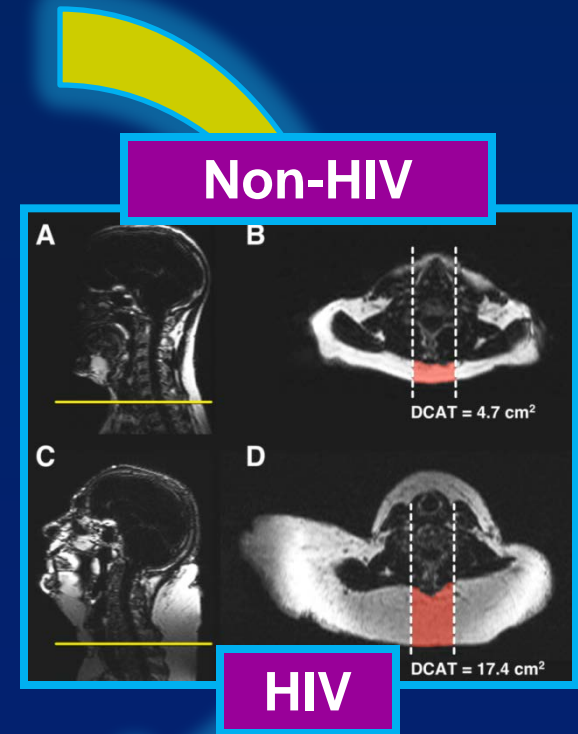 Non-HIV
A
B
DCAT = 4.7 cm²
C
D
DCAT = 17.4 cm²
HIV